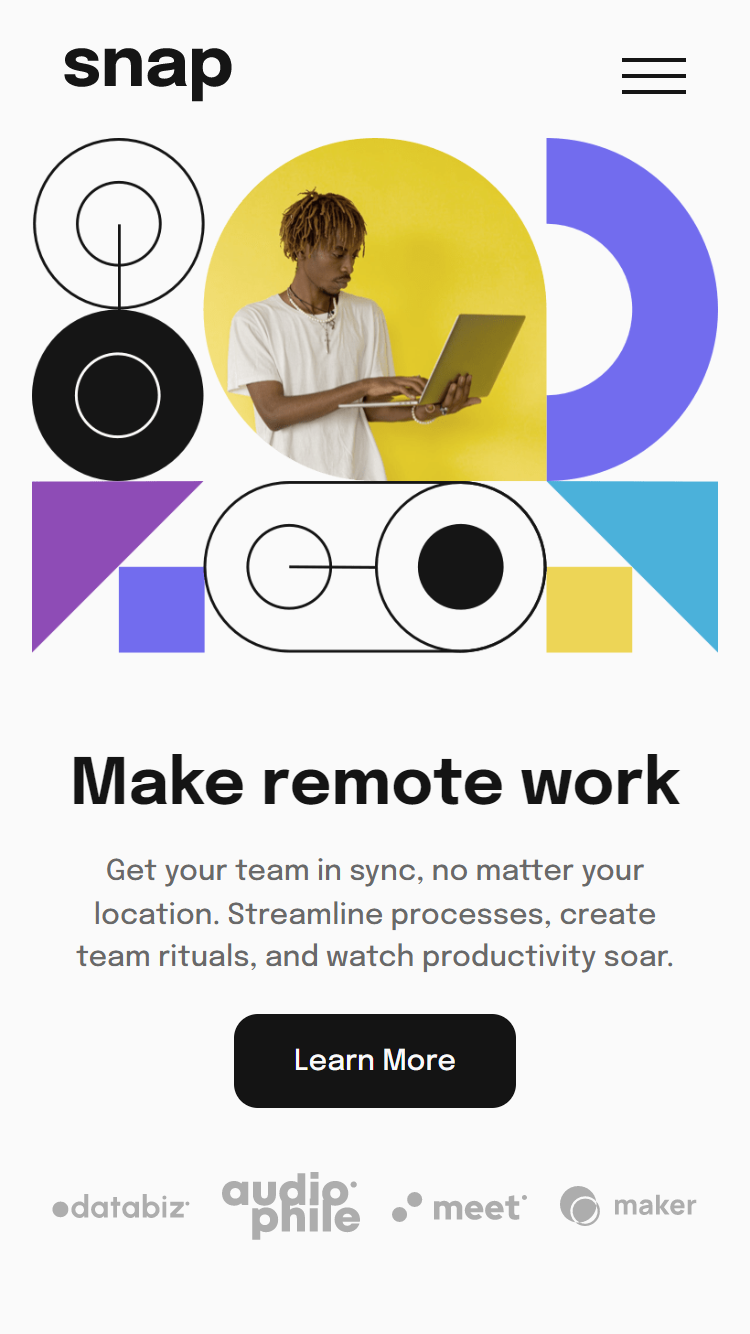 snap
Make remote work
Get your team in sync, no matter your
location. Streamline processes, create
team rituals, and watch productivity soar.
Learn More
databiz
audio
phile
meet
maker